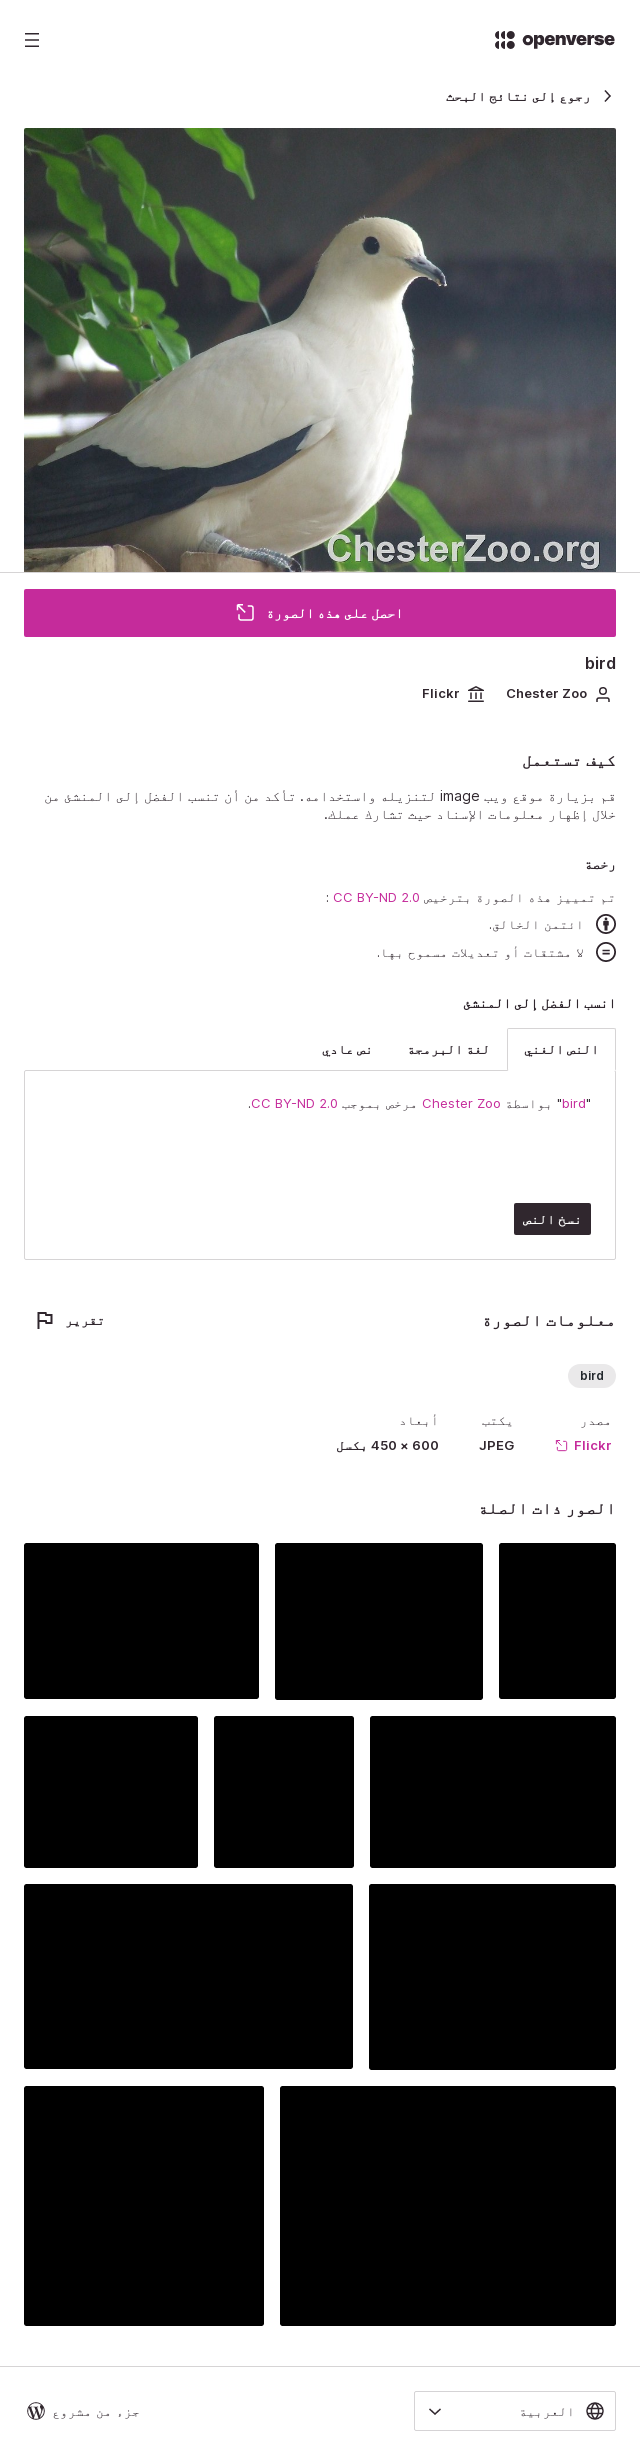 openverse
رجوع إلى نتائج البحث
ChesterZoo.org
احصل على هذه الصورة
bird
Chester Zoo
Flickr
كيف تستعمل
قم بزيارة موقع ويب image لتنزيله واستخدامه. تأكد من أن تنسب الفضل إلى المنشئ من
خلال إظهار معلومات الإسناد حيث تشارك عملك.
رخصة
تم تمييز هذه الصورة بترخيص CC BY-ND 2.0 :
ائتمن الخالق.
لا مشتقات أو تعديلات مسموح بها.
انسب الفضل إلى المنشئ
النص الغني لغة البرمجة نص عادي
"bird" بواسطة Chester Zoo مرخص بموجب CC BY-ND 2.0.
نسخ النص
معلومات الصورة
تقرير
bird
مصدر يكتب أبعاد
Flickr JPEG 600 × 450 بكسل
الصور ذات الصلة
العربية
جزء من مشروع